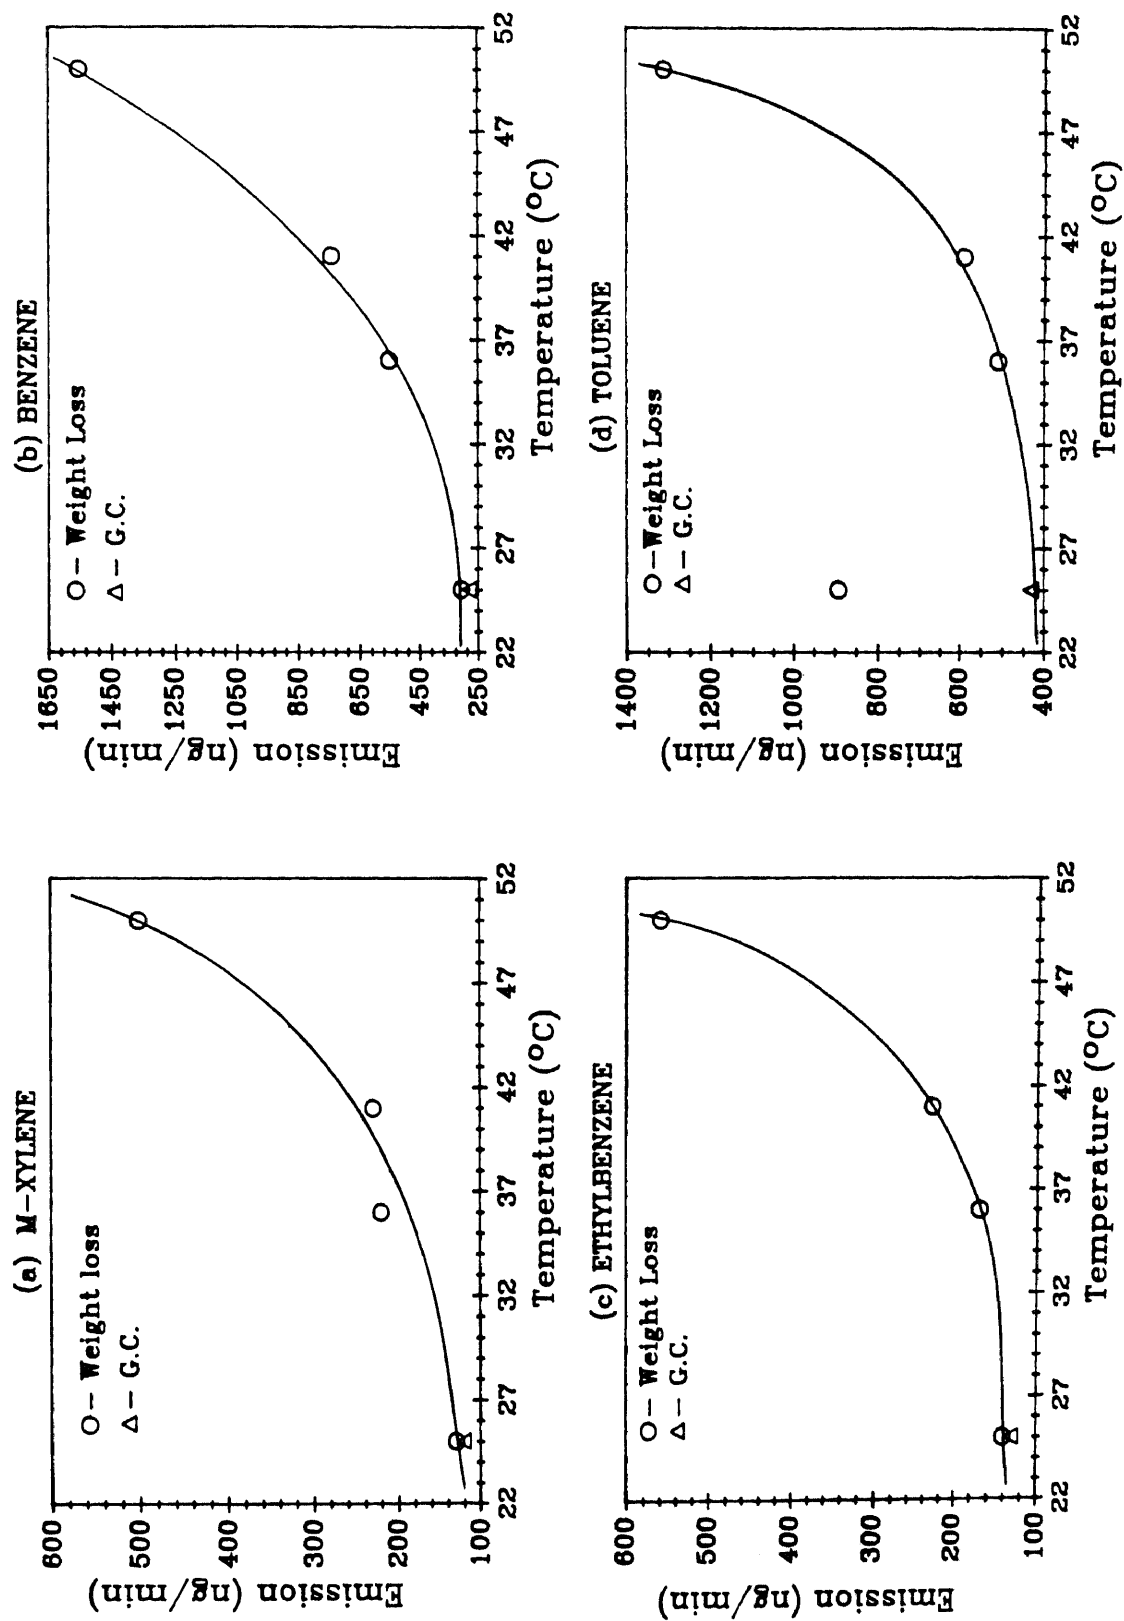 (a) M-XYLENE
Emission (ng/min)
600
500
400
300
200
100
O - Weight loss
Δ - G.C.
22 27 32 37 42 47 52
Temperature (°C)
(b) BENZENE
Emission (ng/min)
1650
1450
1250
1050
850
650
450
250
O - Weight Loss
Δ - G.C.
22 27 32 37 42 47 52
Temperature (°C)
(c) ETHYLBENZENE
Emission (ng/min)
600
500
400
300
200
100
O - Weight Loss
Δ - G.C.
22 27 32 37 42 47 52
Temperature (°C)
(d) TOLUENE
Emission (ng/min)
1400
1200
1000
800
600
400
O -Weight Loss
Δ - G.C.
22 27 32 37 42 47 52
Temperature (°C)